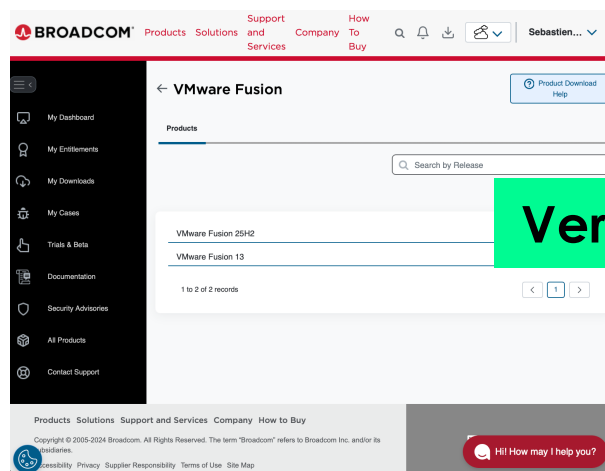 BROADCOM
Products Solutions Support and Services Company How To Buy
Sebastien...
VMware Fusion
Product Download Help
My Dashboard
Products
My Entitlements
Search by Release
My Downloads
My Cases
Ver
VMware Fusion 25H2
Trials & Beta
VMware Fusion 13
Documentation
1 to 2 of 2 records
1
Security Advisories
All Products
Contact Support
Products Solutions Support and Services Company How to Buy
Copyright © 2005-2024 Broadcom. All Rights Reserved. The term "Broadcom" refers to Broadcom Inc. and/or its
subsidiaries.
Privacy Supplier Responsibility Terms of Use Site Map
Hi! How may I help you?